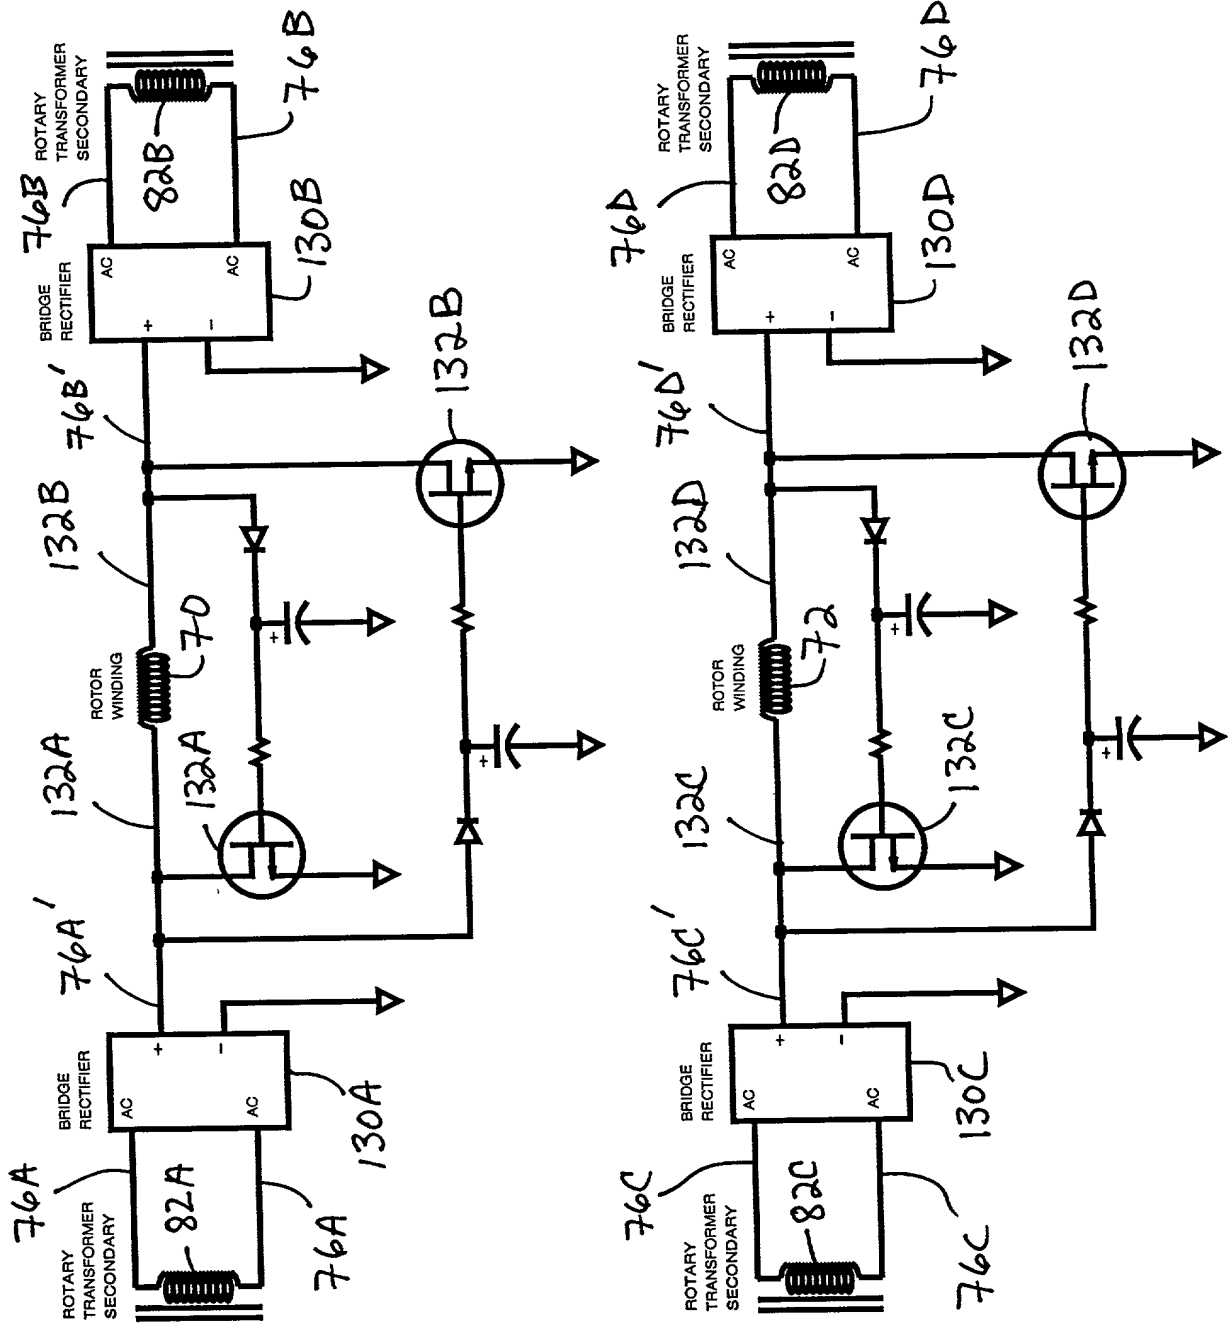 76A
76A'
132A
132B
76B'
76B
ROTARY
TRANSFORMER
SECONDARY
BRIDGE
RECTIFIER
ROTOR
WINDING
BRIDGE
RECTIFIER
ROTARY
TRANSFORMER
SECONDARY
AC
+
+
AC
82A
132A
70
82B
AC
−
−
AC
+
76A
130A
130B
76B
132B
+
76C
76C'
132C
132D
76D'
76D
ROTARY
TRANSFORMER
SECONDARY
BRIDGE
RECTIFIER
ROTOR
WINDING
BRIDGE
RECTIFIER
ROTARY
TRANSFORMER
SECONDARY
AC
+
+
AC
82C
72
82D
AC
−
−
AC
+
76C
130C
132C
130D
76D
132D
+